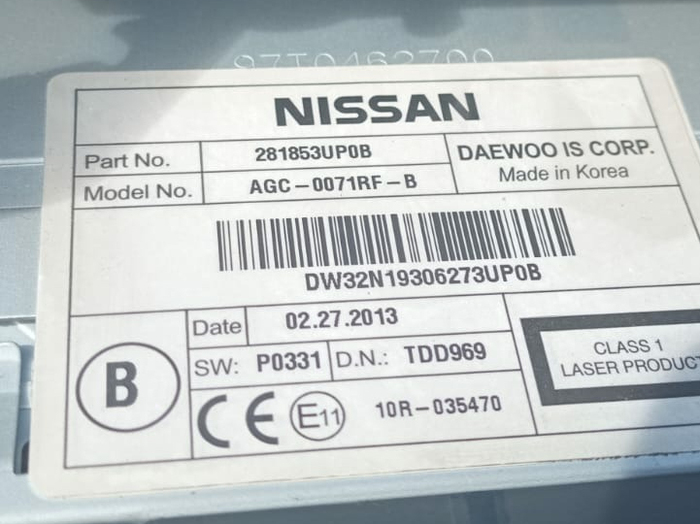 97T0462700
NISSAN
Part No. 281853UP0B DAEWOO IS CORP.
Model No. AGC-0071RF-B Made in Korea
DW32N19306273UP0B
Date 02.27.2013
B SW: P0331 D.N.: TDD969
CLASS 1
LASER PRODUCT
CE E11 10R-035470